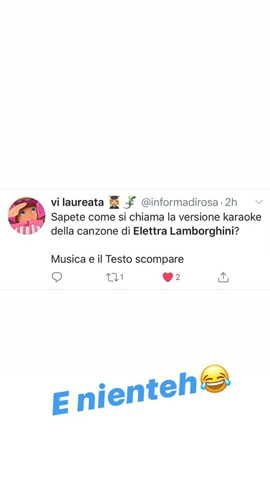 vi laureata 👩🏼‍🎓🦎 @informadirosa · 2h
Sapete come si chiama la versione karaoke
della canzone di Elettra Lamborghini?
Musica e il Testo scompare
1 2
E nienteh😂